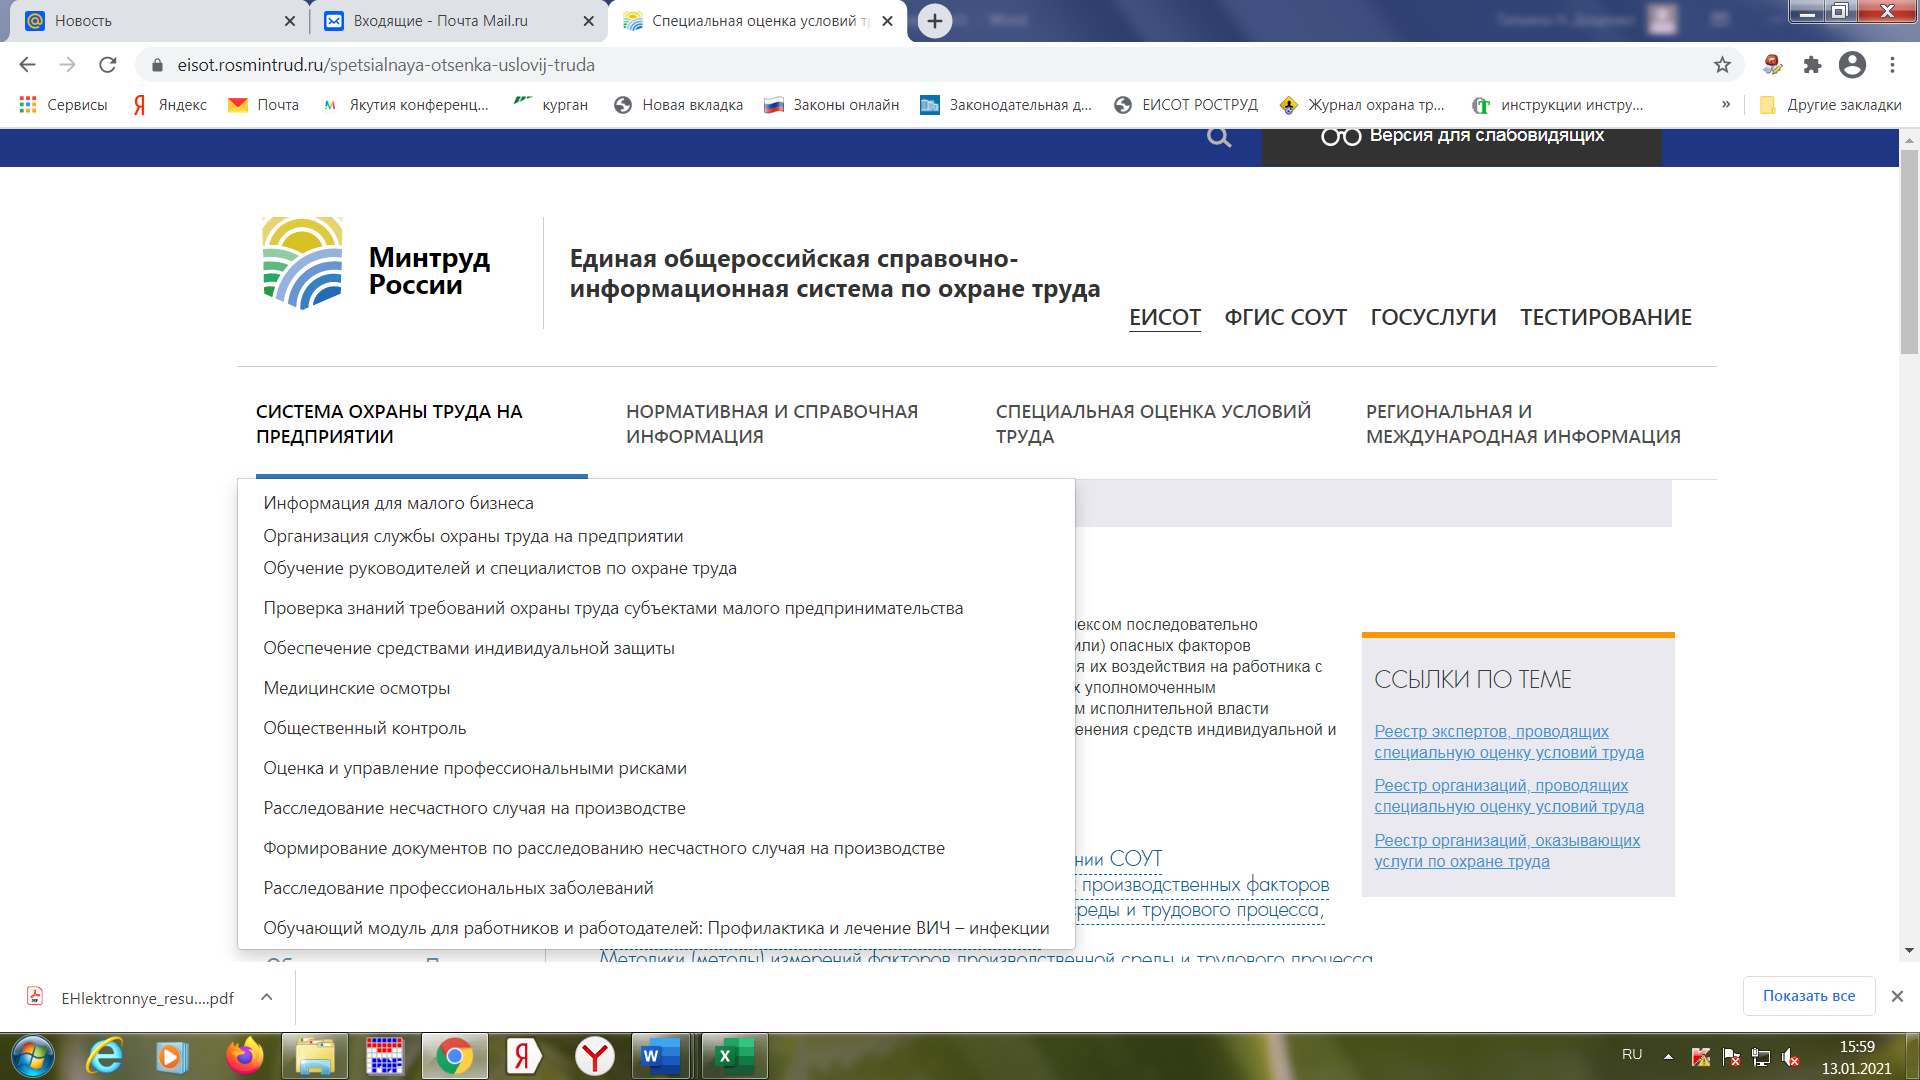 Новость
Входящие - Почта Mail.ru
Специальная оценка условий т
eisot.rosmintrud.ru/spetsialnaya-otsenka-uslovij-truda
Сервисы
Яндекс
Почта
Якутия конференц...
курган
Новая вкладка
Законы онлайн
Законодательная д...
ЕИСОТ РОСТРУД
Журнал охрана тр...
инструкции инстру...
»
Другие закладки
Версия для слабовидящих
Минтруд
России
Единая общероссийская справочно-
информационная система по охране труда
ЕИСОТ ФГИС СОУТ ГОСУСЛУГИ ТЕСТИРОВАНИЕ
СИСТЕМА ОХРАНЫ ТРУДА НА
ПРЕДПРИЯТИИ
НОРМАТИВНАЯ И СПРАВОЧНАЯ
ИНФОРМАЦИЯ
СПЕЦИАЛЬНАЯ ОЦЕНКА УСЛОВИЙ
ТРУДА
РЕГИОНАЛЬНАЯ И
МЕЖДУНАРОДНАЯ ИНФОРМАЦИЯ
Информация для малого бизнеса
Организация службы охраны труда на предприятии
Обучение руководителей и специалистов по охране труда
Проверка знаний требований охраны труда субъектами малого предпринимательства
Обеспечение средствами индивидуальной защиты
Медицинские осмотры
Общественный контроль
Оценка и управление профессиональными рисками
Расследование несчастного случая на производстве
Формирование документов по расследованию несчастного случая на производстве
Расследование профессиональных заболеваний
Обучающий модуль для работников и работодателей: Профилактика и лечение ВИЧ – инфекции
лексом последовательно
или) опасных факторов
я их воздействия на работника с
х уполномоченным
м исполнительной власти
енения средств индивидуальной и
нии СОУТ
производственных факторов
среды и трудового процесса,
Методики (методы) измерений факторов производственной среды и трудового процесса
ССЫЛКИ ПО ТЕМЕ
Реестр экспертов, проводящих
специальную оценку условий труда
Реестр организаций, проводящих
специальную оценку условий труда
Реестр организаций, оказывающих
услуги по охране труда
EHlektronnye_resu....pdf
Показать все
RU
15:59
13.01.2021